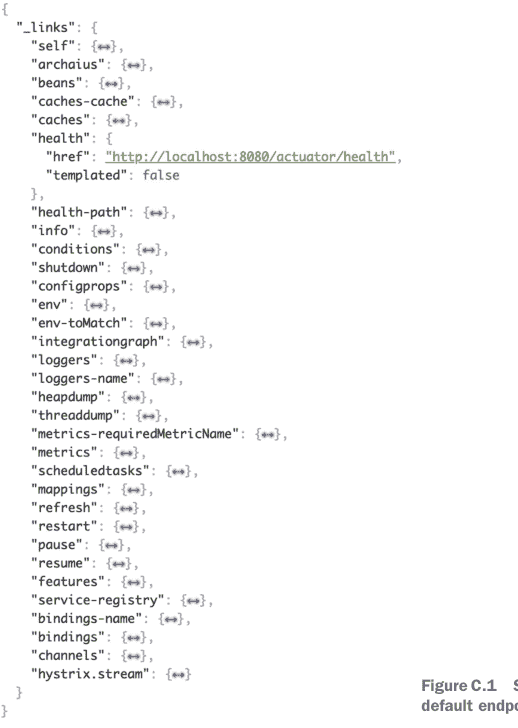 {
"_links": {
"self": {↔},
"archaius": {↔},
"beans": {↔},
"caches-cache": {↔},
"caches": {↔},
"health": {
"href": "http://localhost:8080/actuator/health",
"templated": false
},
"health-path": {↔},
"info": {↔},
"conditions": {↔},
"shutdown": {↔},
"configprops": {↔},
"env": {↔},
"env-toMatch": {↔},
"integrationgraph": {↔},
"loggers": {↔},
"loggers-name": {↔},
"heapdump": {↔},
"threaddump": {↔},
"metrics-requiredMetricName": {↔},
"metrics": {↔},
"scheduledtasks": {↔},
"mappings": {↔},
"refresh": {↔},
"restart": {↔},
"pause": {↔},
"resume": {↔},
"features": {↔},
"service-registry": {↔},
"bindings-name": {↔},
"bindings": {↔},
"channels": {↔},
"hystrix.stream": {↔}
}
}
Figure C.1
default